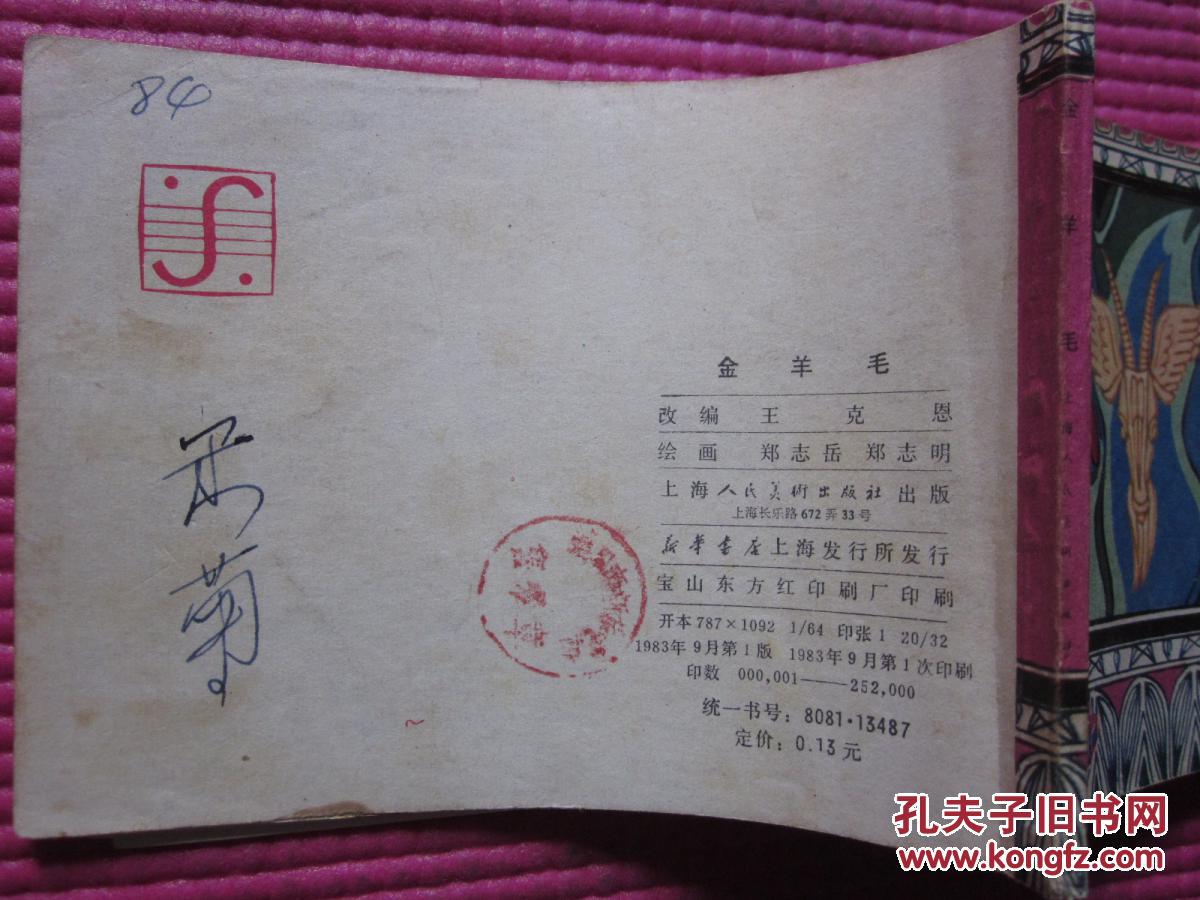 84
菊
金羊毛
改编 王克恩
绘画 郑志岳 郑志明
上海人民美術出版社出版
上海长乐路672弄33号
新华書店上海发行所发行
宝山东方红印刷厂印刷
开本 787×1092 1/64 印张 1 20/32
1983年9月第1版 1983年9月第1次印刷
印数 000,001——252,000
统一书号：8081·13487
定价：0.13元
金羊毛
孔夫子旧书网
www.kongfz.com